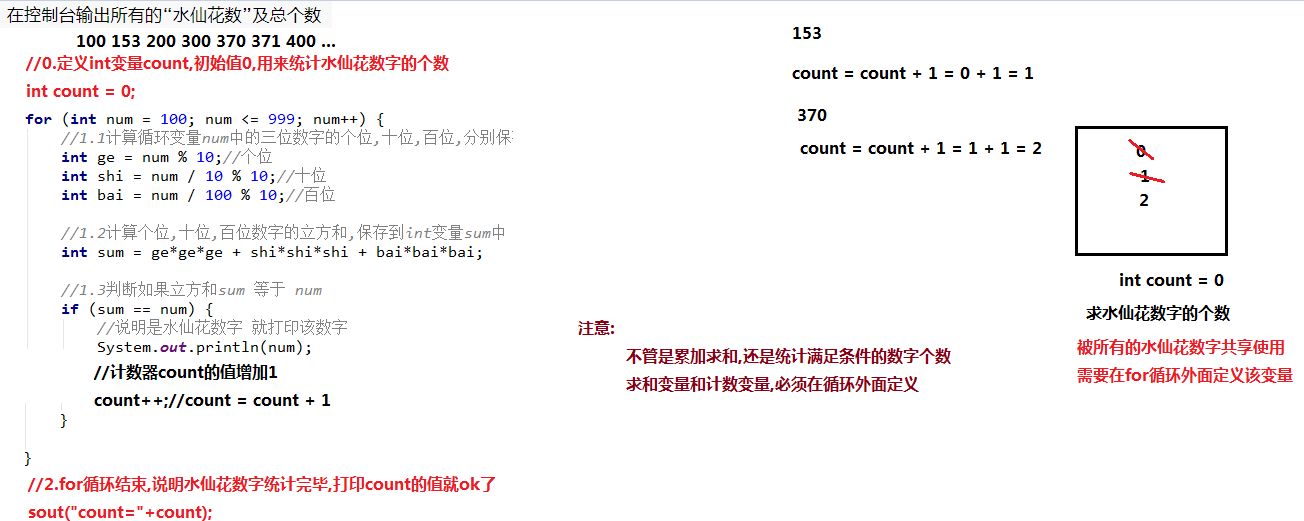 在控制台输出所有的“水仙花数”及总个数
100 153 200 300 370 371 400 ...
//0.定义int变量count,初始值0,用来统计水仙花数字的个数
int count = 0;
for (int num = 100; num <= 999; num++) {
//1.1计算循环变量num中的三位数字的个位,十位,百位,分别保
int ge = num % 10;//个位
int shi = num / 10 % 10;//十位
int bai = num / 100 % 10;//百位
//1.2计算个位,十位,百位数字的立方和,保存到int变量sum中
int sum = ge*ge*ge + shi*shi*shi + bai*bai*bai;
//1.3判断如果立方和sum 等于 num
if (sum == num) {
//说明是水仙花数字 就打印该数字
System.out.println(num);
//计数器count的值增加1
count++;//count = count + 1
}
}
//2.for循环结束,说明水仙花数字统计完毕,打印count的值就ok了
sout("count="+count);
注意:
不管是累加求和,还是统计满足条件的数字个数
求和变量和计数变量,必须在循环外面定义
153
count = count + 1 = 0 + 1 = 1
370
count = count + 1 = 1 + 1 = 2
0
1
2
int count = 0
求水仙花数字的个数
被所有的水仙花数字共享使用
需要在for循环外面定义该变量